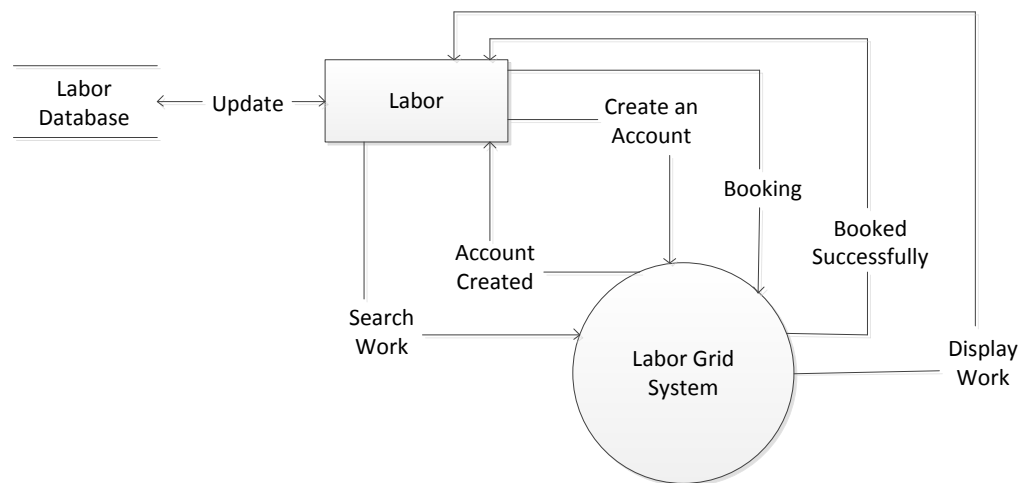 Labor
Database
Update
Labor
Create an
Account
Booking
Booked
Successfully
Account
Created
Search
Work
Labor Grid
System
Display
Work